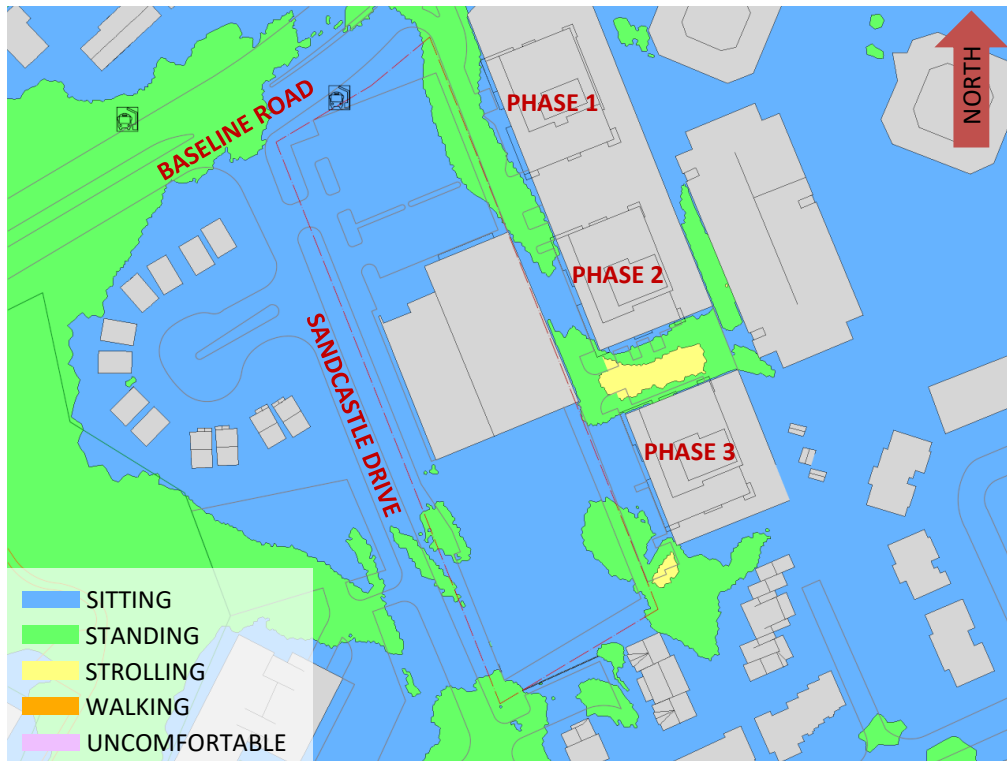 NORTH
PHASE 1
BASELINE ROAD
PHASE 2
SANDCASTLE DRIVE
PHASE 3
SITTING
STANDING
STROLLING
WALKING
UNCOMFORTABLE